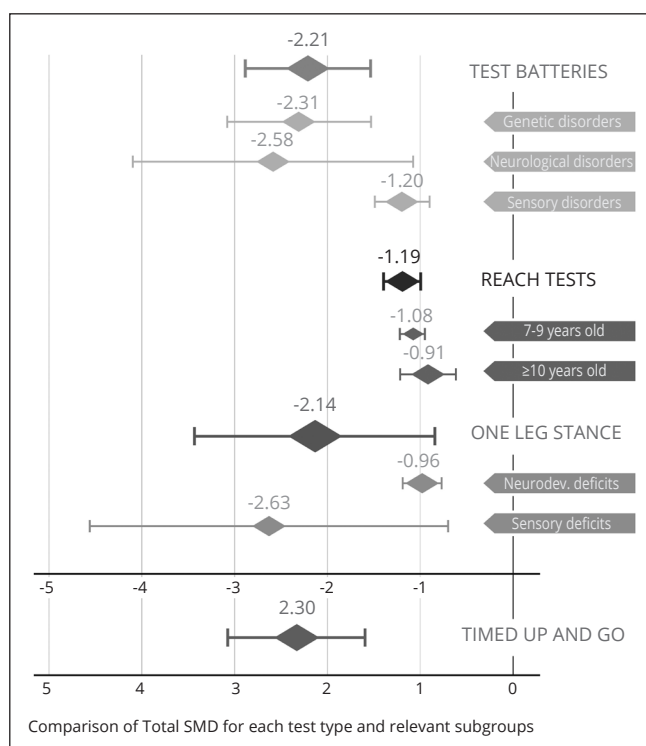 -2.21
TEST BATTERIES
-2.31
Genetic disorders
-2.58
Neurological disorders
-1.20
Sensory disorders
-1.19
REACH TESTS
-1.08
7-9 years old
-0.91
≥10 years old
-2.14
ONE LEG STANCE
-0.96
Neurodev. deficits
-2.63
Sensory deficits
-5 -4 -3 -2 -1
2.30
TIMED UP AND GO
5 4 3 2 1 0
Comparison of Total SMD for each test type and relevant subgroups